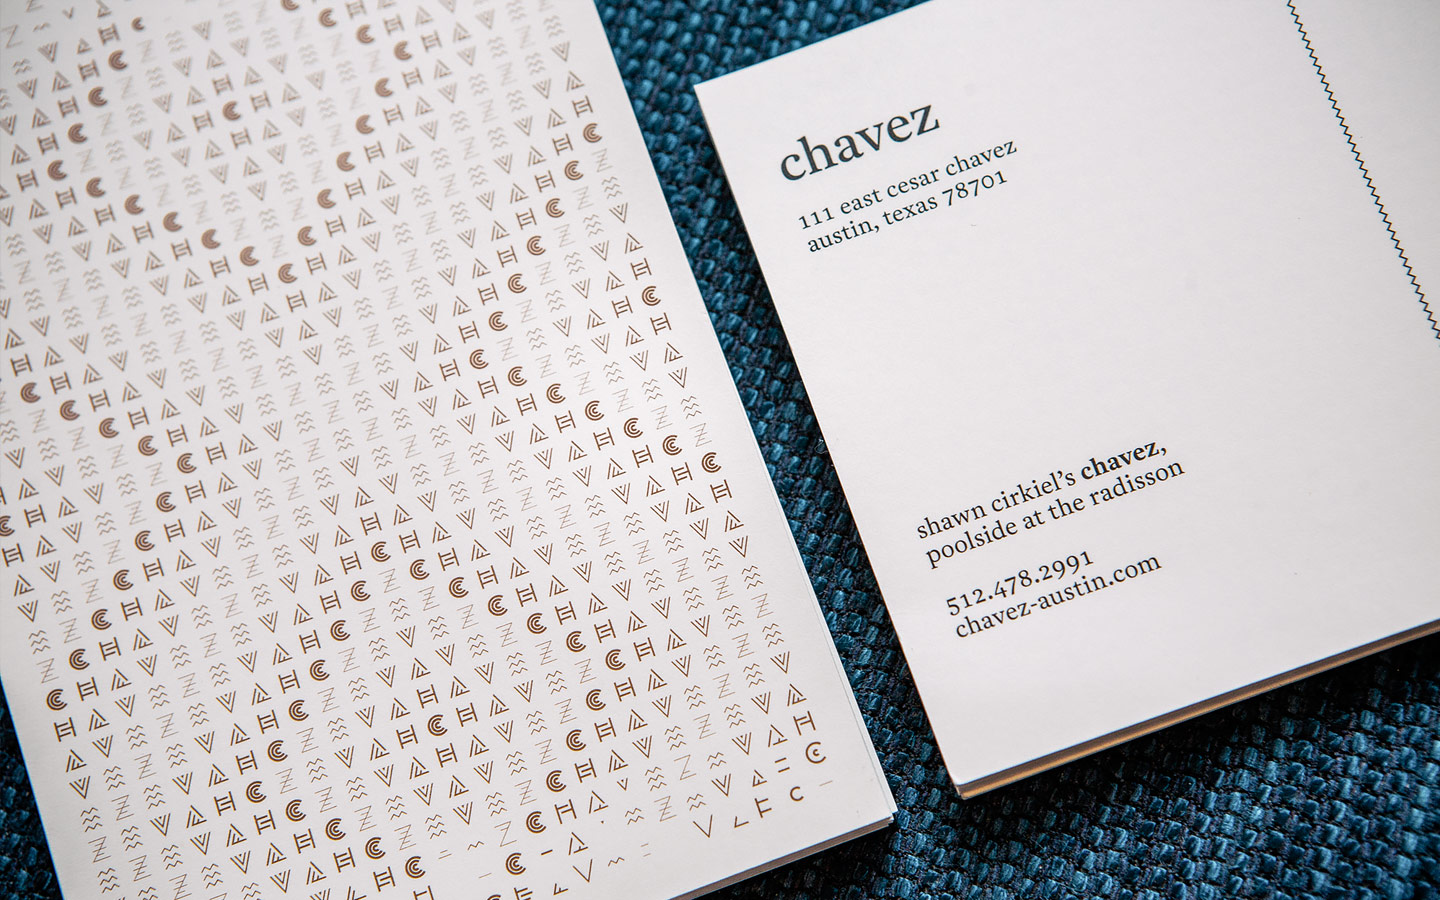 chavez
111 east cesar chavez
austin, texas 78701
shawn cirkiel's chavez,
poolside at the radisson
512.478.2991
chavez-austin.com